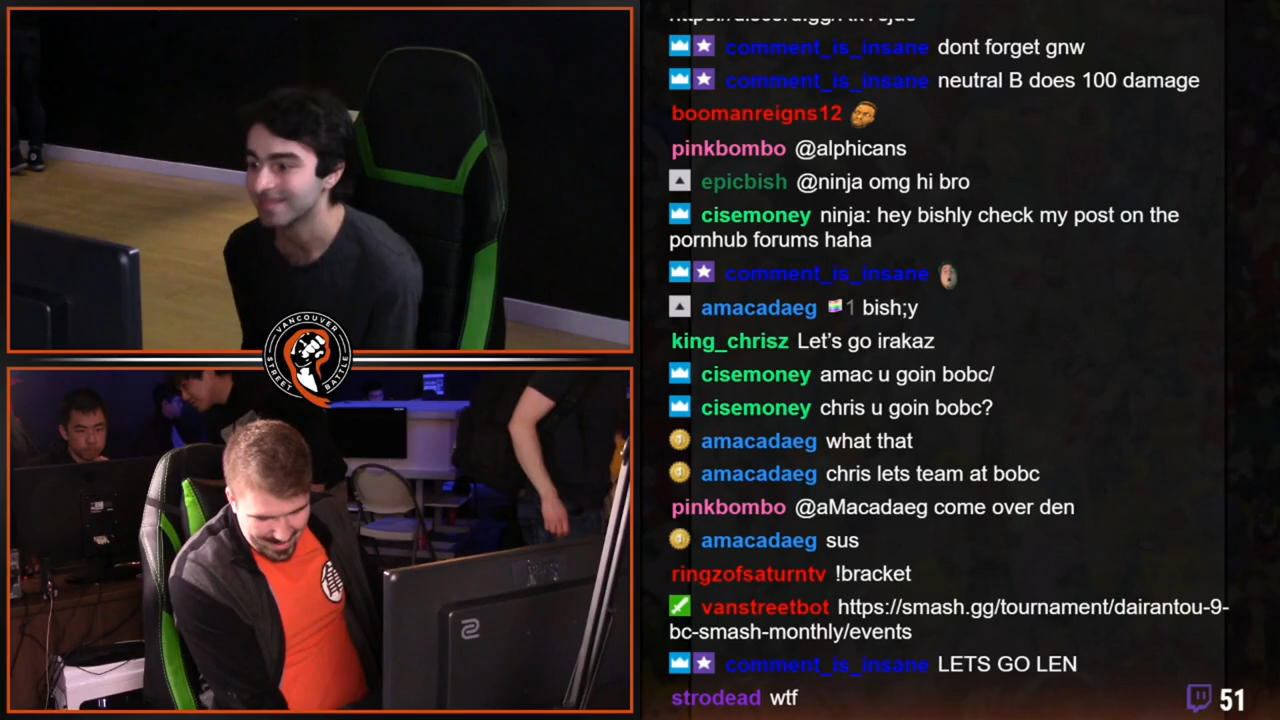 comment_is_insane dont forget gnw
comment_is_insane neutral B does 100 damage
boomanreigns12
pinkbombo @alphicans
epicbish @ninja omg hi bro
cisemoney ninja: hey bishly check my post on the
pornhub forums haha
comment_is_insane
amacadaeg 1 bish;y
king_chrisz Let's go irakaz
cisemoney amac u goin bobc/
cisemoney chris u goin bobc?
amacadaeg what that
amacadaeg chris lets team at bobc
VANCOUVER
STREET BATTLE
pinkbombo @aMacadaeg come over den
amacadaeg sus
ringzofsaturntv !bracket
vanstreetbot https://smash.gg/tournament/dairantou-9-
bc-smash-monthly/events
comment_is_insane LETS GO LEN
strodead wtf
51